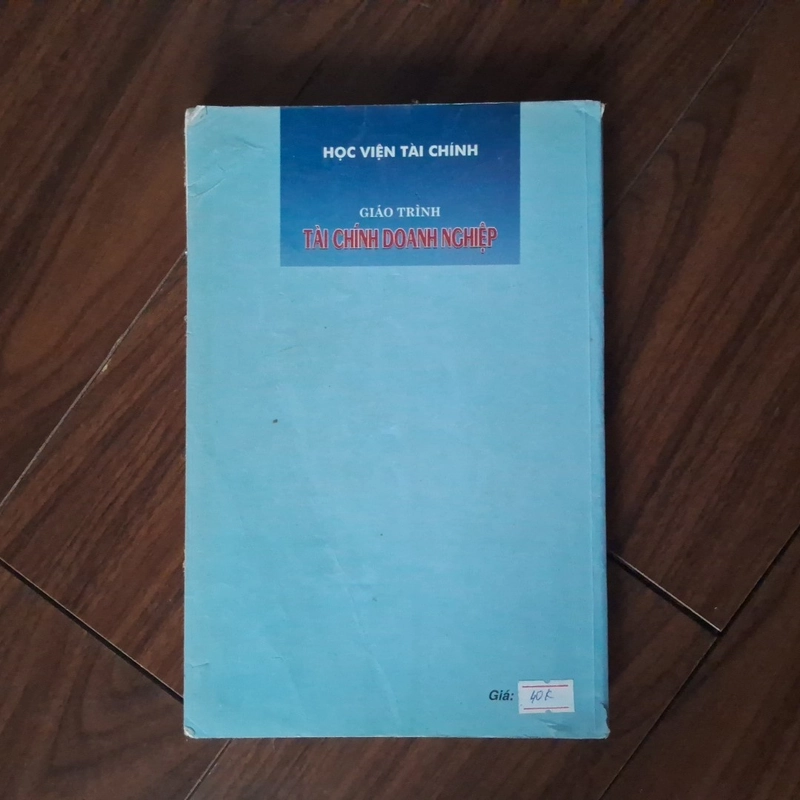 HỌC VIỆN TÀI CHÍNH
GIÁO TRÌNH
TÀI CHÍNH DOANH NGHIỆP
Giá: 40K